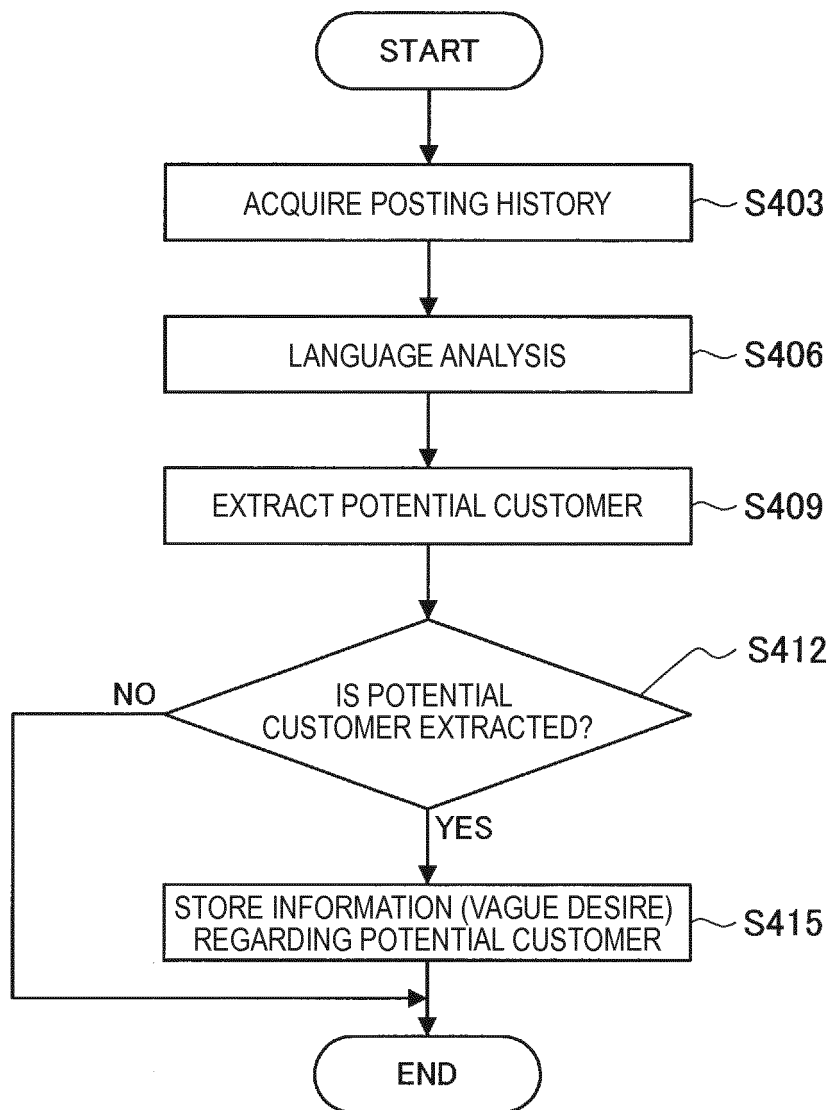 START
ACQUIRE POSTING HISTORY
S403
LANGUAGE ANALYSIS
S406
EXTRACT POTENTIAL CUSTOMER
S409
S412
NO
IS POTENTIAL
CUSTOMER EXTRACTED?
YES
STORE INFORMATION (VAGUE DESIRE)
REGARDING POTENTIAL CUSTOMER
S415
END